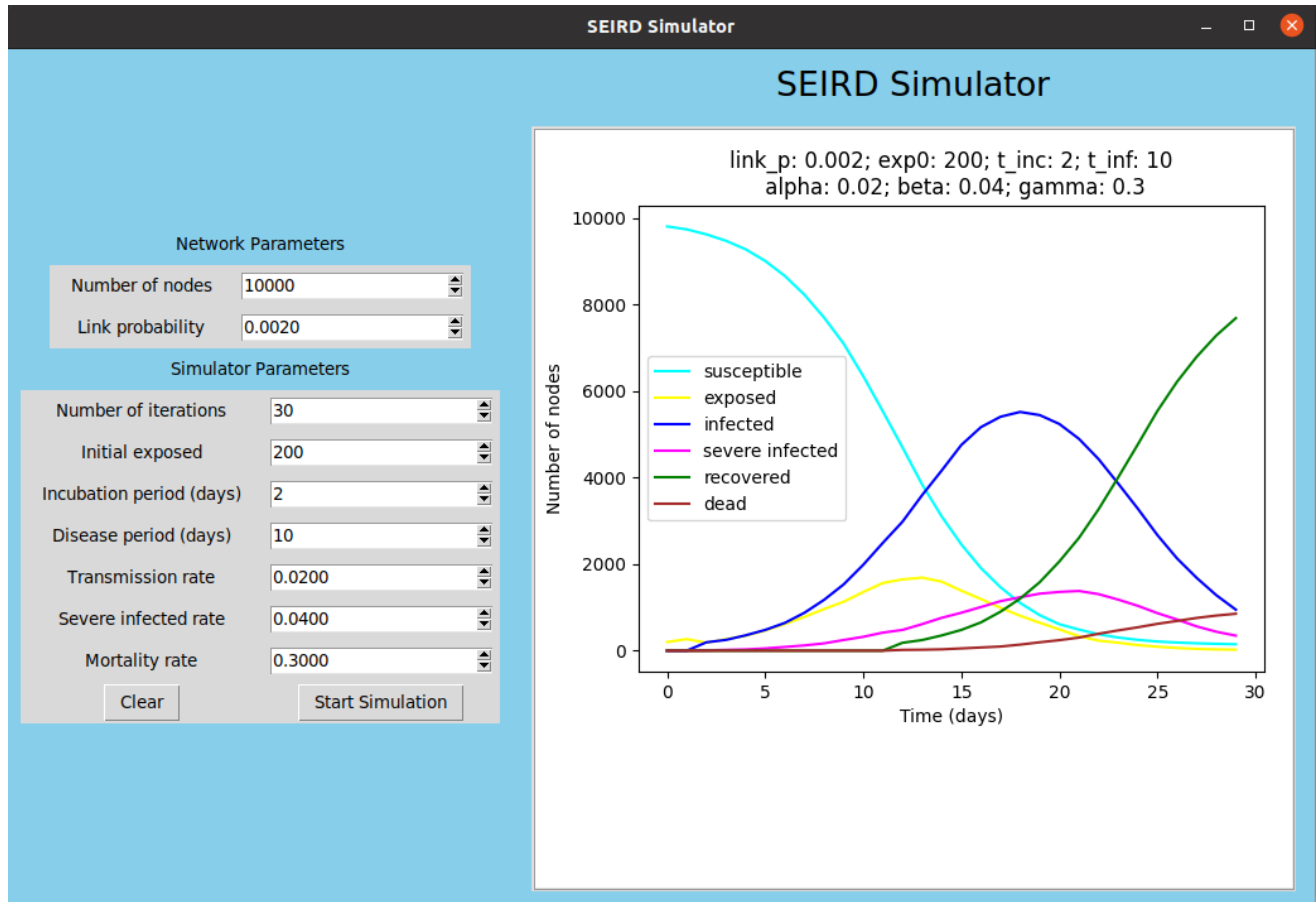 SEIRD Simulator
SEIRD Simulator
Network Parameters
Number of nodes 10000
Link probability 0.0020
Simulator Parameters
Number of iterations 30
Initial exposed 200
Incubation period (days) 2
Disease period (days) 10
Transmission rate 0.0200
Severe infected rate 0.0400
Mortality rate 0.3000
Clear Start Simulation
link_p: 0.002; exp0: 200; t_inc: 2; t_inf: 10
alpha: 0.02; beta: 0.04; gamma: 0.3
Number of nodes
10000
8000
6000
4000
2000
0
susceptible
exposed
infected
severe infected
recovered
dead
0 5 10 15 20 25 30
Time (days)